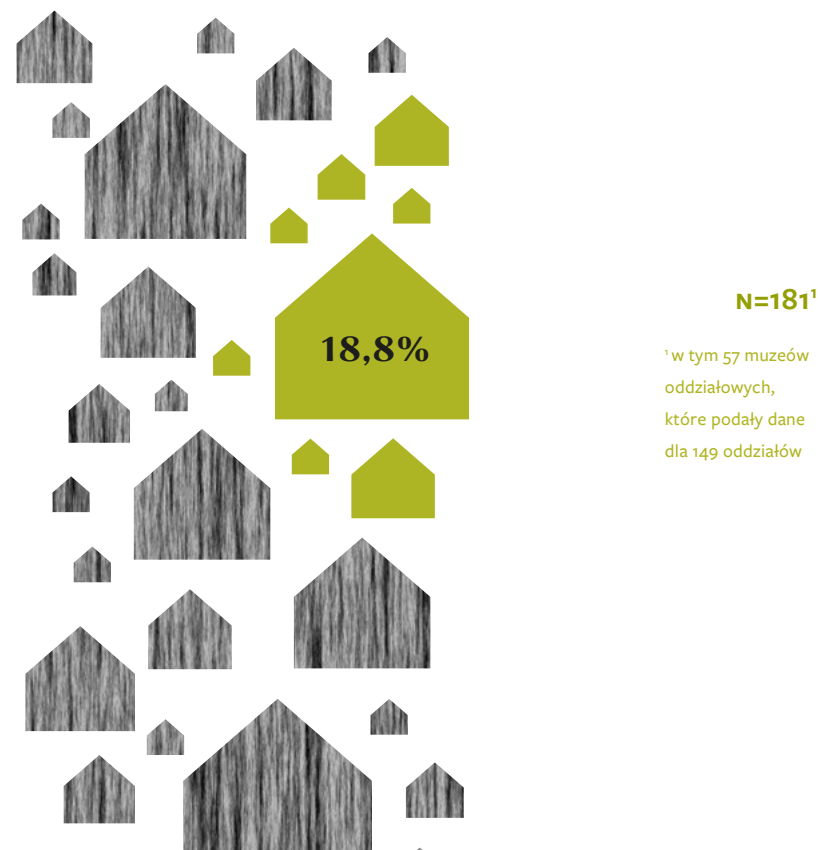 N=181¹
¹ w tym 57 muzeów
oddziałowych,
18,8%
które podały dane
dla 149 oddziałów